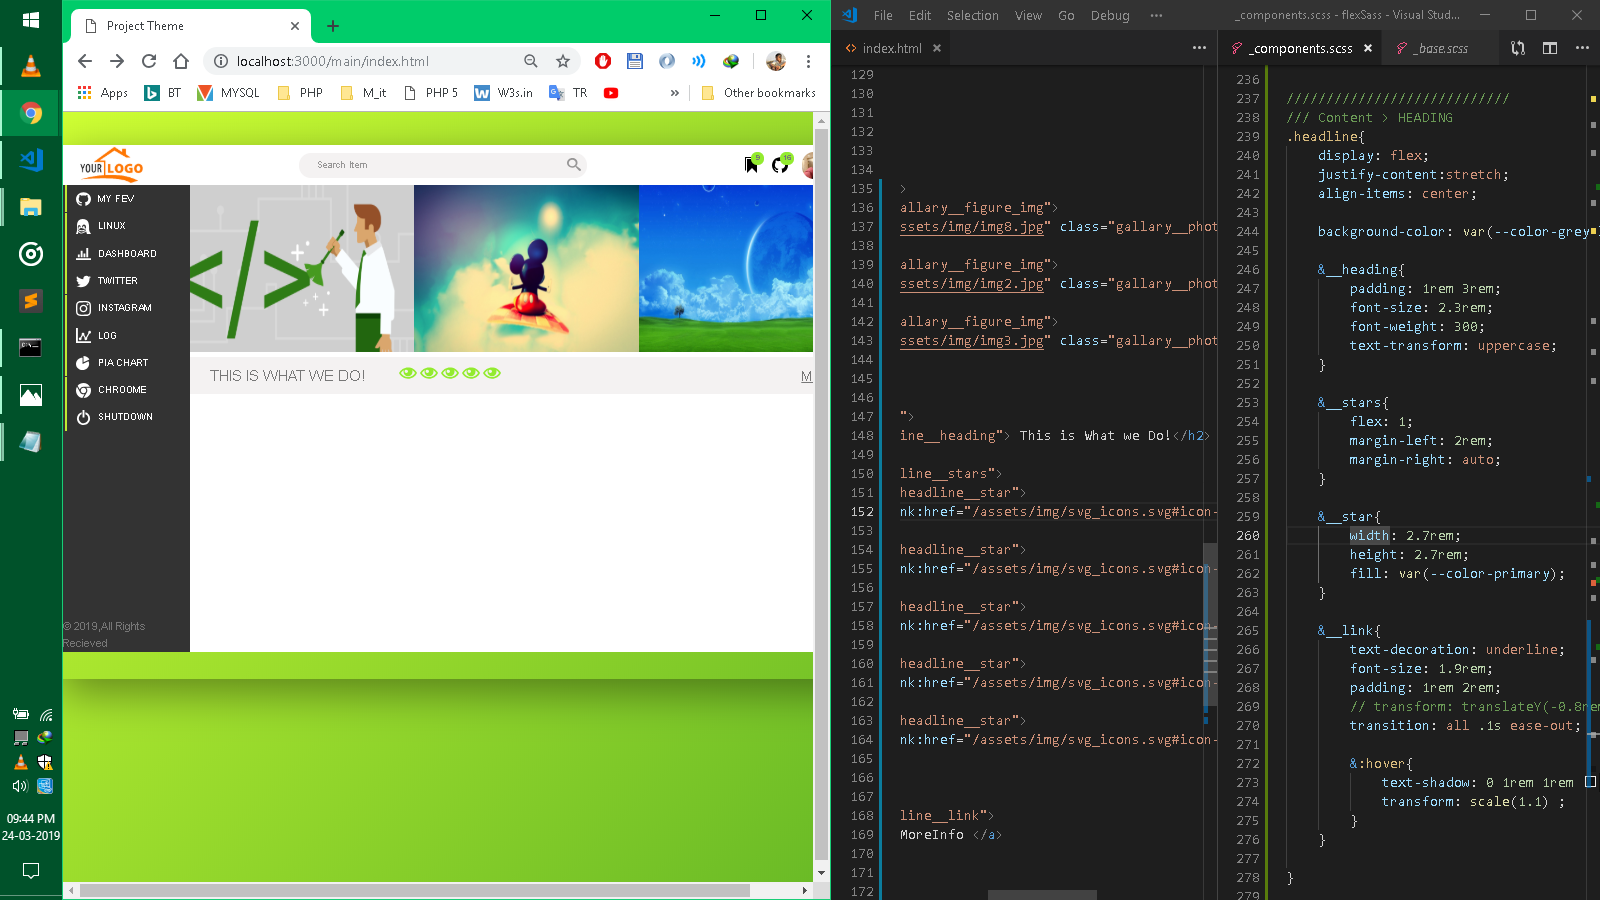 Project Theme
localhost:3000/main/index.html
Apps
BT
MYSQL
PHP
M_it
PHP 5
W3s.in
TR
»
Other bookmarks
YOUR LOGO
Search Item
9
16
MY FEV
LINUX
DASHBOARD
TWITTER
INSTAGRAM
LOG
PIA CHART
CHROOME
SHUTDOWN
</>
THIS IS WHAT WE DO!
M
© 2019,All Rights
Recieved
09:44 PM
24-03-2019
File Edit Selection View Go Debug ···
_components.scss - flexSass - Visual Stud...
index.html
_components.scss
_base.scss
129
130
131
132
133
134
135 >
136 allary__figure_img">
137 ssets/img/img8.jpg" class="gallary__phot
138
139 allary__figure_img">
140 ssets/img/img2.jpg" class="gallary__phot
141
142 allary__figure_img">
143 ssets/img/img3.jpg" class="gallary__phot
144
145
146
147 ">
148 ine__heading"> This is What we Do!</h2>
149
150 line__stars">
151 headline__star">
152 nk:href="/assets/img/svg_icons.svg#icon-
153
154 headline__star">
155 nk:href="/assets/img/svg_icons.svg#icon-
156
157 headline__star">
158 nk:href="/assets/img/svg_icons.svg#icon-
159
160 headline__star">
161 nk:href="/assets/img/svg_icons.svg#icon-
162
163 headline__star">
164 nk:href="/assets/img/svg_icons.svg#icon-
165
166
167
168 line__link">
169 MoreInfo </a>
170
171
172
236
237 ////////////////////////////
238 /// Content > HEADING
239 .headline{
240 display: flex;
241 justify-content:stretch;
242 align-items: center;
243
244 background-color: var(--color-grey
245
246 &__heading{
247 padding: 1rem 3rem;
248 font-size: 2.3rem;
249 font-weight: 300;
250 text-transform: uppercase;
251 }
252
253 &__stars{
254 flex: 1;
255 margin-left: 2rem;
256 margin-right: auto;
257 }
258
259 &__star{
260 width: 2.7rem;
261 height: 2.7rem;
262 fill: var(--color-primary);
263 }
264
265 &__link{
266 text-decoration: underline;
267 font-size: 1.9rem;
268 padding: 1rem 2rem;
269 // transform: translateY(-0.8rem
270 transition: all .1s ease-out;
271
272 &:hover{
273 text-shadow: 0 1rem 1rem
274 transform: scale(1.1) ;
275 }
276 }
277
278 }
279